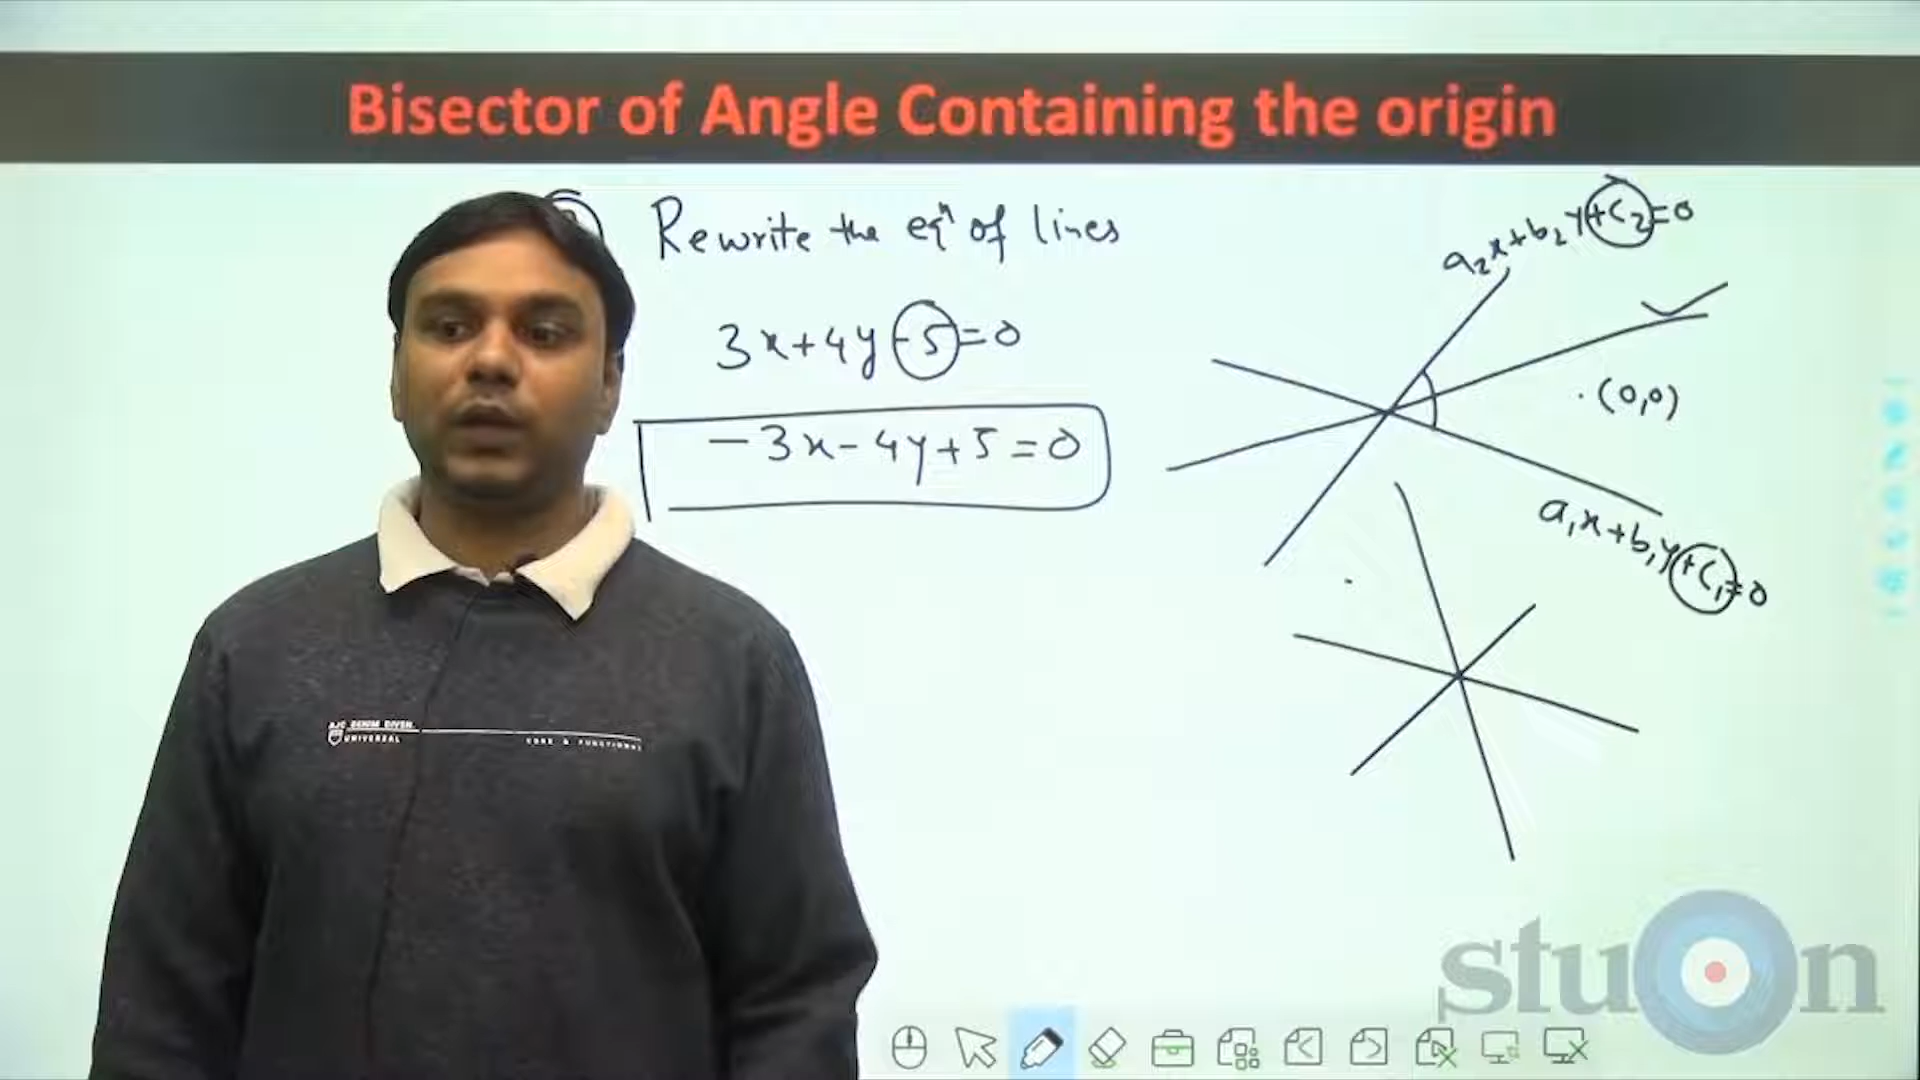 Bisector of Angle Containing the origin
Rewrite the eqⁿ of lines
3x+4y-5=0
-3x-4y+5=0
a₂x+b₂y+c₂=0
.(0,0)
a₁x+b₁y+c₁=0
UNIVERSAL
stuOn